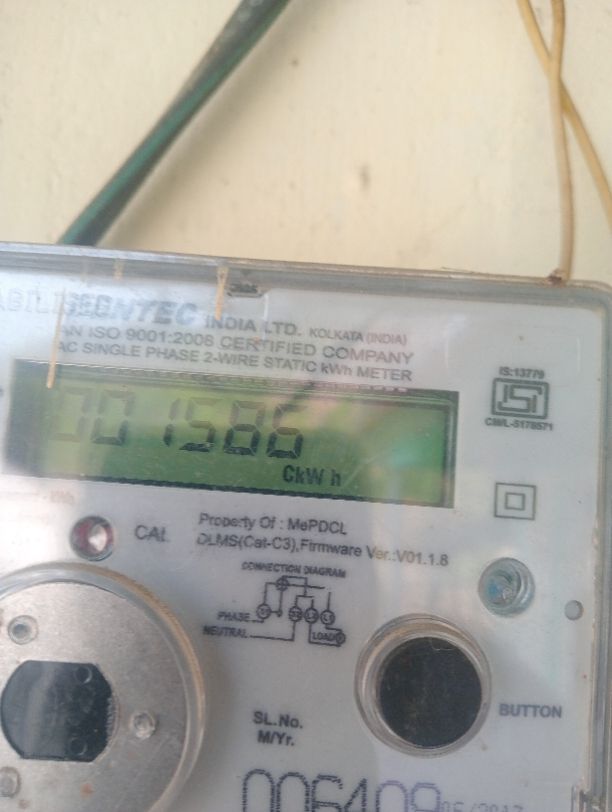 INDIA LTD. KOLKATA (INDIA)
AN ISO 9001:2008 CERTIFIED COMPANY
AC SINGLE PHASE 2-WIRE STATIC kWh METER
IS:13779
ISI
CM/L-5178571
001586
CkWh
CAL
Property Of : MePDCL
DLMS(Cat-C3),Firmware Ver.:V01.1.8
CONNECTION DIAGRAM
PHASE
NEUTRAL
LOAD
BUTTON
SL.No.
M/Yr.
006409